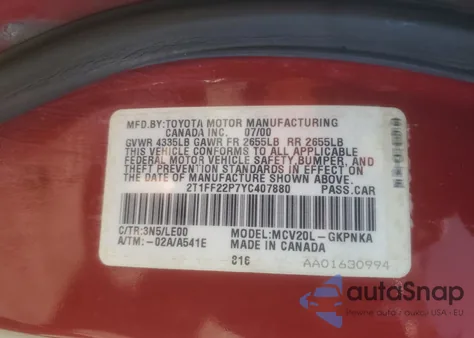 MFD.BY:TOYOTA MOTOR MANUFACTURING
CANADA INC. 07/00
GVWR 4335LB GAWR FR 2655LB RR 2655LB
THIS VEHICLE CONFORMS TO ALL APPLICABLE
FEDERAL MOTOR VEHICLE SAFETY,BUMPER, AND
THEFT PREVENTION STANDARDS IN EFFECT ON
THE DATE OF MANUFACTURE SHOWN ABOVE.
2T1FF22P7YC407880 PASS.CAR
C/TR:3N5/LE00 MODEL:MCV20L-GKPNKA
A/TM:-02A/A541E MADE IN CANADA
816 AA01630994
autoSnap
USA - EU